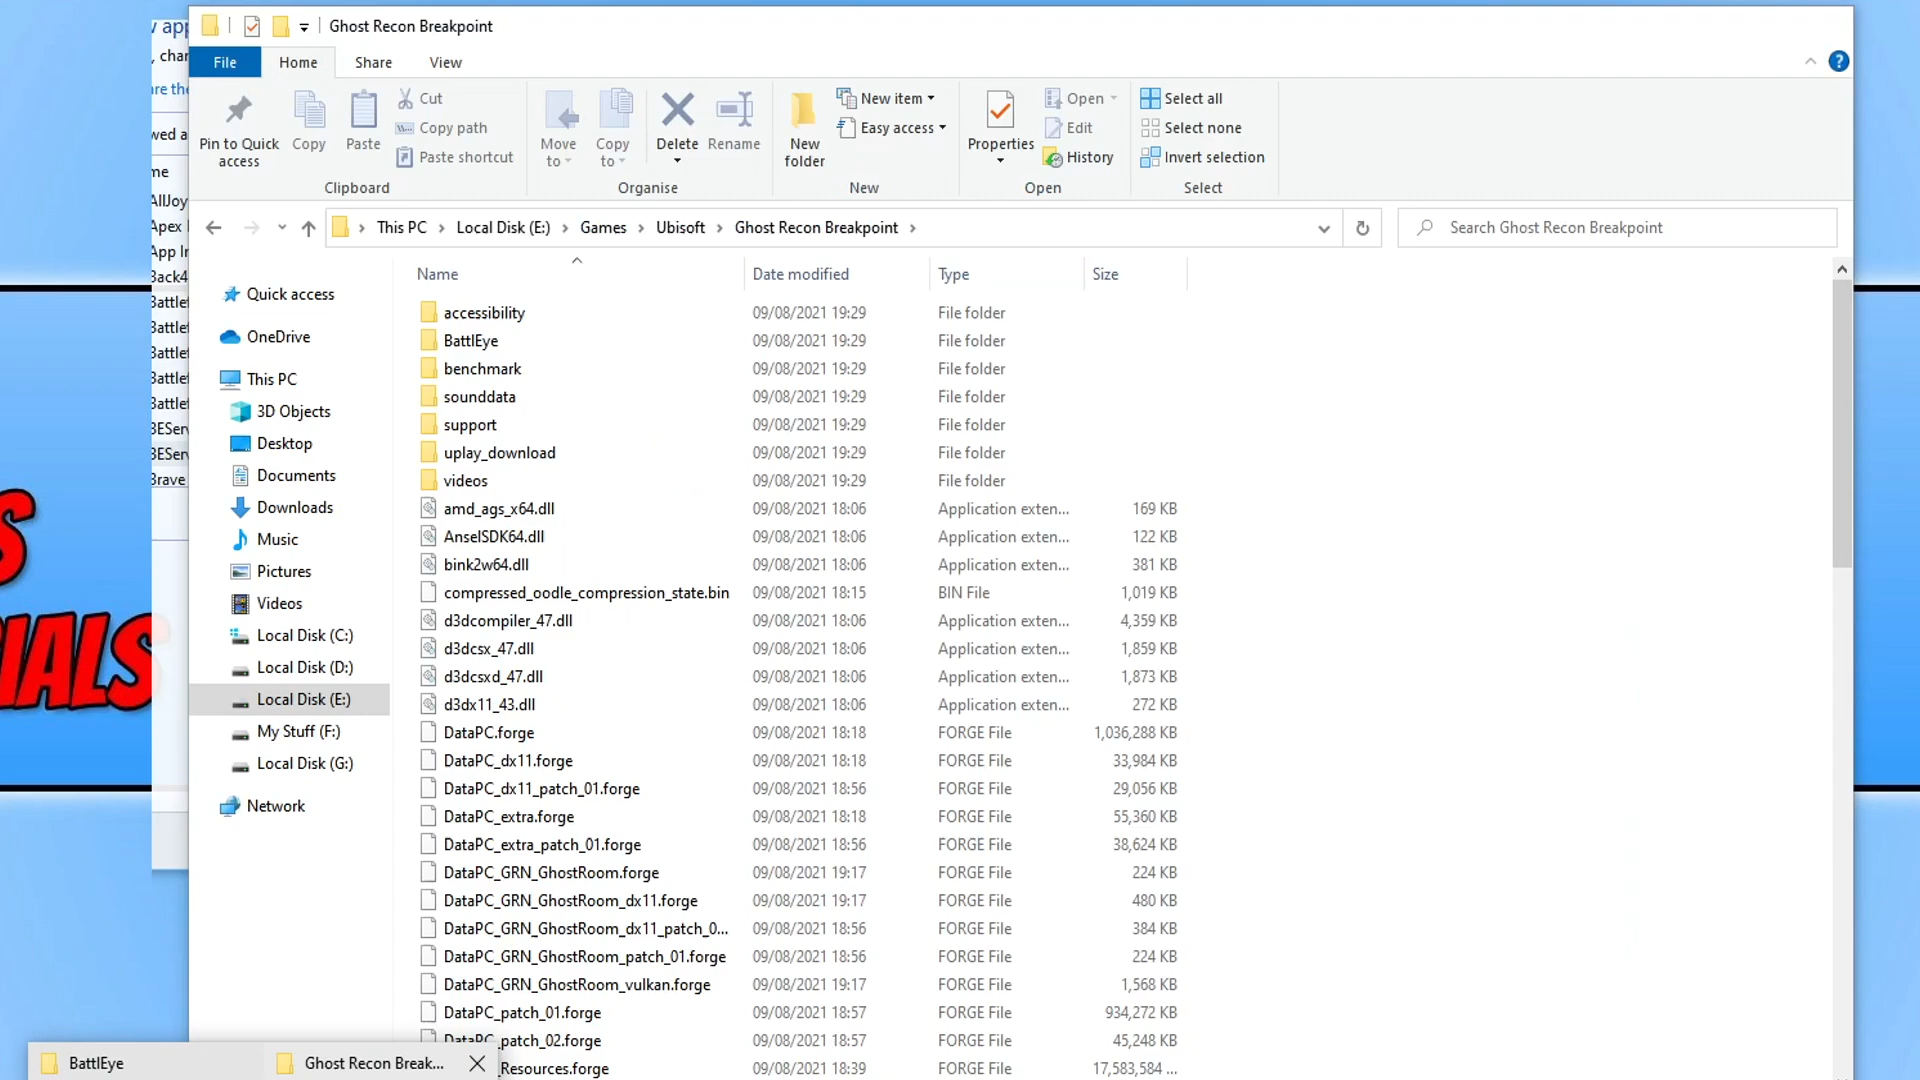 Ghost Recon Breakpoint
File
Home
Share
View
Pin to Quick
access
Copy
Paste
Cut
Copy path
Paste shortcut
Clipboard
Move
to
Copy
to
Delete
Rename
Organise
New
folder
New item
Easy access
New
Properties
Open
Edit
History
Open
Select all
Select none
Invert selection
Select
This PC > Local Disk (E:) > Games > Ubisoft > Ghost Recon Breakpoint >
Search Ghost Recon Breakpoint
Quick access
OneDrive
This PC
3D Objects
Desktop
Documents
Downloads
Music
Pictures
Videos
Local Disk (C:)
Local Disk (D:)
Local Disk (E:)
My Stuff (F:)
Local Disk (G:)
Network
Name Date modified Type Size
accessibility 09/08/2021 19:29 File folder
BattlEye 09/08/2021 19:29 File folder
benchmark 09/08/2021 19:29 File folder
sounddata 09/08/2021 19:29 File folder
support 09/08/2021 19:29 File folder
uplay_download 09/08/2021 19:29 File folder
videos 09/08/2021 19:29 File folder
amd_ags_x64.dll 09/08/2021 18:06 Application exten... 169 KB
AnselSDK64.dll 09/08/2021 18:06 Application exten... 122 KB
bink2w64.dll 09/08/2021 18:06 Application exten... 381 KB
compressed_oodle_compression_state.bin 09/08/2021 18:15 BIN File 1,019 KB
d3dcompiler_47.dll 09/08/2021 18:06 Application exten... 4,359 KB
d3dcsx_47.dll 09/08/2021 18:06 Application exten... 1,859 KB
d3dcsxd_47.dll 09/08/2021 18:06 Application exten... 1,873 KB
d3dx11_43.dll 09/08/2021 18:06 Application exten... 272 KB
DataPC.forge 09/08/2021 18:18 FORGE File 1,036,288 KB
DataPC_dx11.forge 09/08/2021 18:18 FORGE File 33,984 KB
DataPC_dx11_patch_01.forge 09/08/2021 18:56 FORGE File 29,056 KB
DataPC_extra.forge 09/08/2021 18:18 FORGE File 55,360 KB
DataPC_extra_patch_01.forge 09/08/2021 18:56 FORGE File 38,624 KB
DataPC_GRN_GhostRoom.forge 09/08/2021 19:17 FORGE File 224 KB
DataPC_GRN_GhostRoom_dx11.forge 09/08/2021 19:17 FORGE File 480 KB
DataPC_GRN_GhostRoom_dx11_patch_0... 09/08/2021 18:56 FORGE File 384 KB
DataPC_GRN_GhostRoom_patch_01.forge 09/08/2021 18:56 FORGE File 224 KB
DataPC_GRN_GhostRoom_vulkan.forge 09/08/2021 19:17 FORGE File 1,568 KB
DataPC_patch_01.forge 09/08/2021 18:57 FORGE File 934,272 KB
DataPC_patch_02.forge 09/08/2021 18:57 FORGE File 45,248 KB
_Resources.forge 09/08/2021 18:39 FORGE File 17,583,584 ...
BattlEye
Ghost Recon Break...